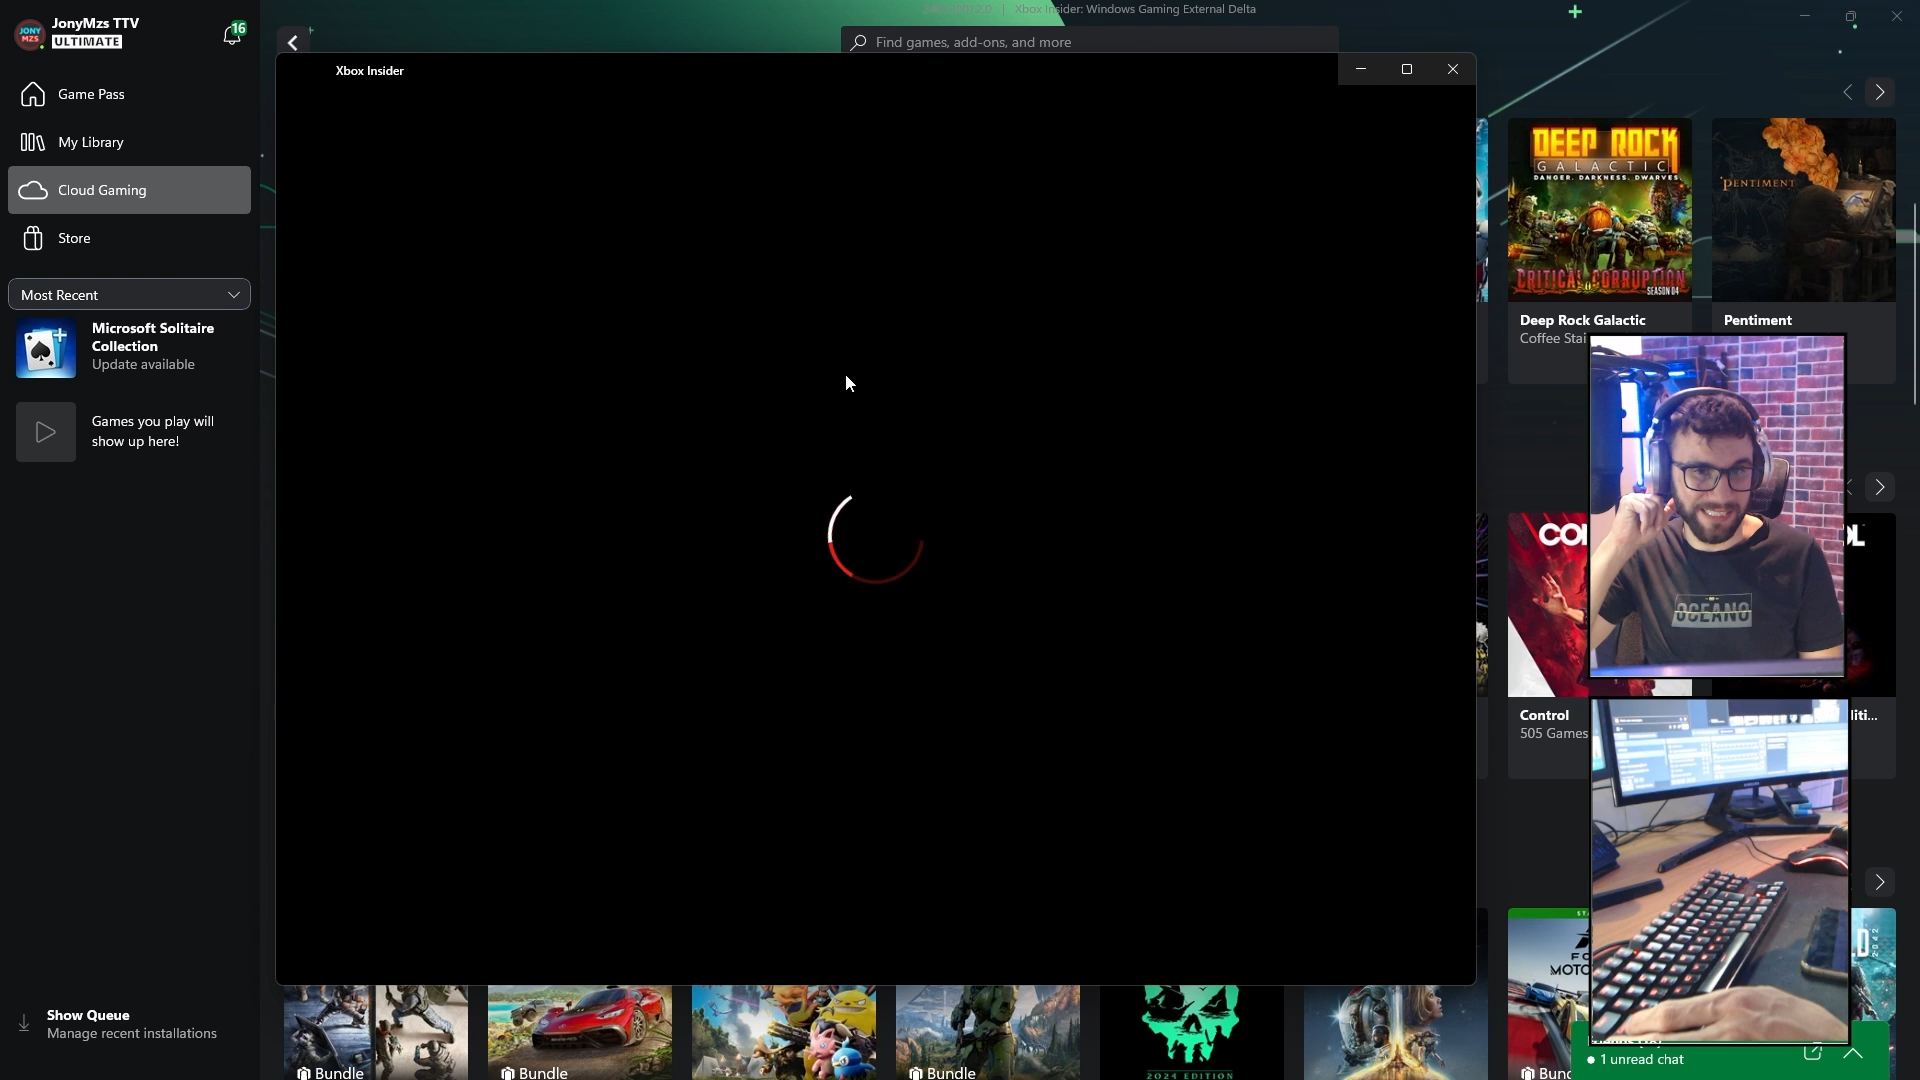 JonyMzs TTV
ULTIMATE
16
JONY
MZS
Game Pass
My Library
Cloud Gaming
Store
Most Recent
Microsoft Solitaire
Collection
Update available
Games you play will
show up here!
Show Queue
Manage recent installations
Xbox Insider: Windows Gaming External Delta
Find games, add-ons, and more
Xbox Insider
DEEP ROCK
GALACTIC
DANGER. DARKNESS. DWARVES
CRITICAL CORRUPTION
SEASON 04
PENTIMENT
Deep Rock Galactic
Coffee Stai
Pentiment
OCEANO
Control
505 Games
Bundle
Bundle
Bundle
2024 EDITION
1 unread chat